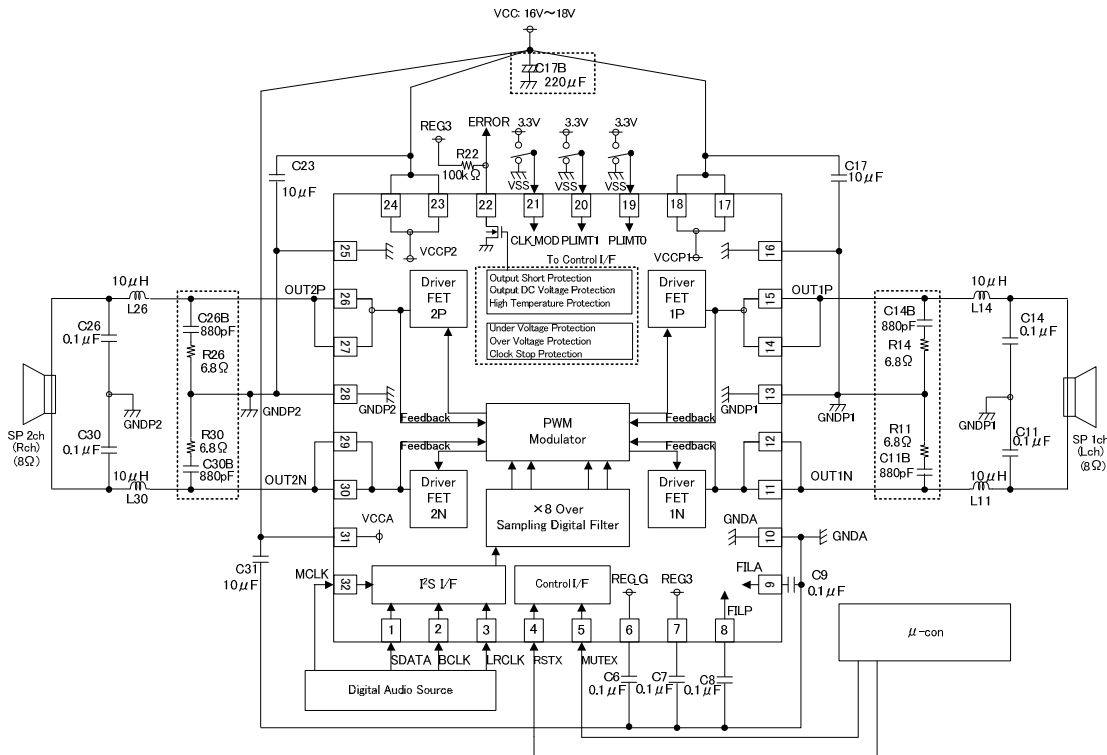 VCC: 16V～18V
C17B
220μF
ERROR
3.3V
3.3V
3.3V
REG3
R22
100kΩ
VSS
VSS
VSS
C23
10μF
C17
10μF
24
23
22
21
20
19
18
17
CLK_MOD
PLIMT1
PLIMT0
VCCP2
VCCP1
To Control I/F
25
16
Output Short Protection
Output DC Voltage Protection
High Temperature Protection
Under Voltage Protection
Over Voltage Protection
Clock Stop Protection
Driver
FET
2P
Driver
FET
1P
10μH
L26
OUT2P
26
27
C26
0.1μF
C26B
880pF
R26
6.8Ω
15
14
OUT1P
10μH
L14
C14B
880pF
R14
6.8Ω
C14
0.1μF
SP 2ch
(Rch)
(8Ω)
GNDP2
GNDP2
28
GNDP2
GNDP1
13
GNDP1
GNDP1
SP 1ch
(Lch)
(8Ω)
Feedback
Feedback
Feedback
Feedback
PWM
Modulator
29
30
12
11
C30
0.1μF
R30
6.8Ω
C30B
880pF
10μH
L30
OUT2N
R11
6.8Ω
C11B
880pF
C11
0.1μF
10μH
L11
OUT1N
Driver
FET
2N
Driver
FET
1N
×8 Over
Sampling Digital Filter
31
VCCA
GNDA
10
GNDA
C31
10μF
MCLK
32
I²S I/F
Control I/F
REG_G
REG3
FILA
9
C9
0.1μF
FILP
1
2
3
4
5
6
7
8
SDATA
BCLK
LRCLK
RSTX
MUTEX
C6
0.1μF
C7
0.1μF
C8
0.1μF
Digital Audio Source
μ-con